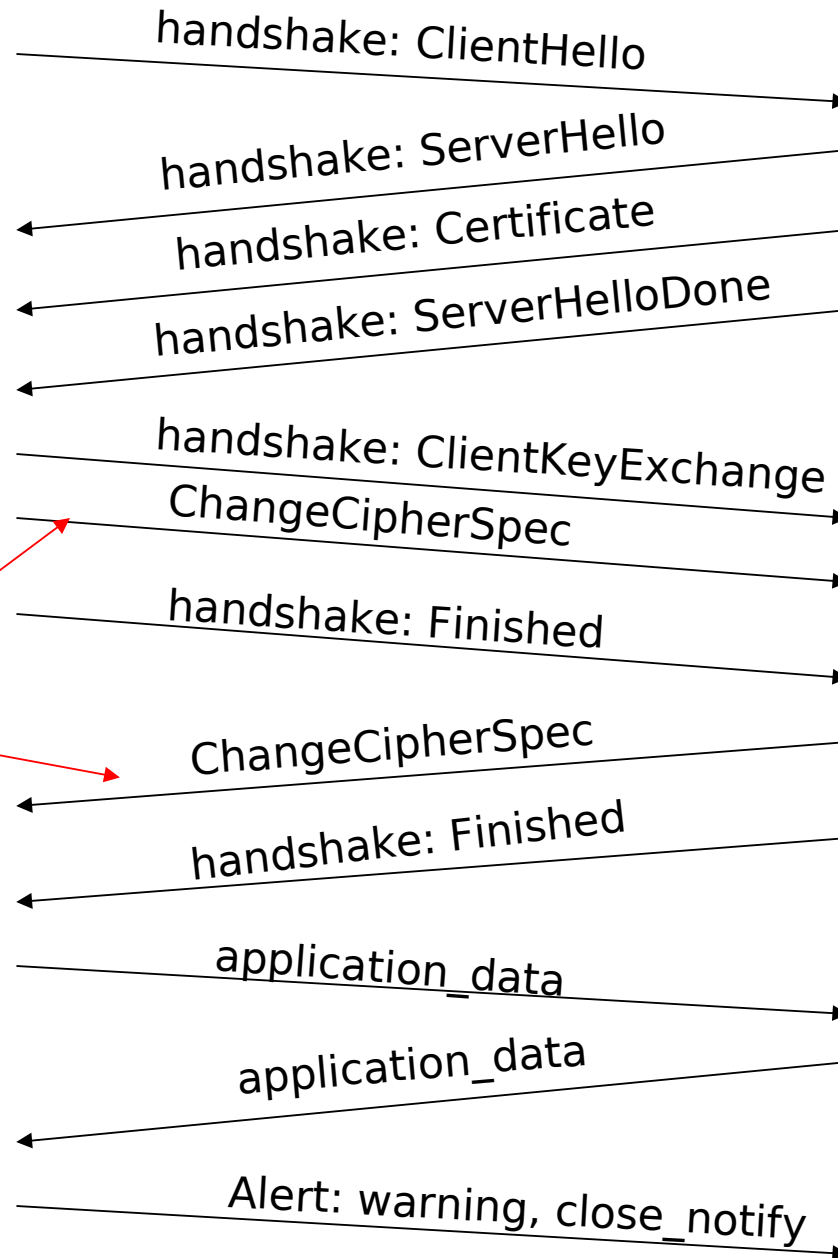 handshake: ClientHello
handshake: ServerHello
handshake: Certificate
handshake: ServerHelloDone
handshake: ClientKeyExchange
ChangeCipherSpec
handshake: Finished
ChangeCipherSpec
handshake: Finished
application_data
application_data
Alert: warning, close_notify